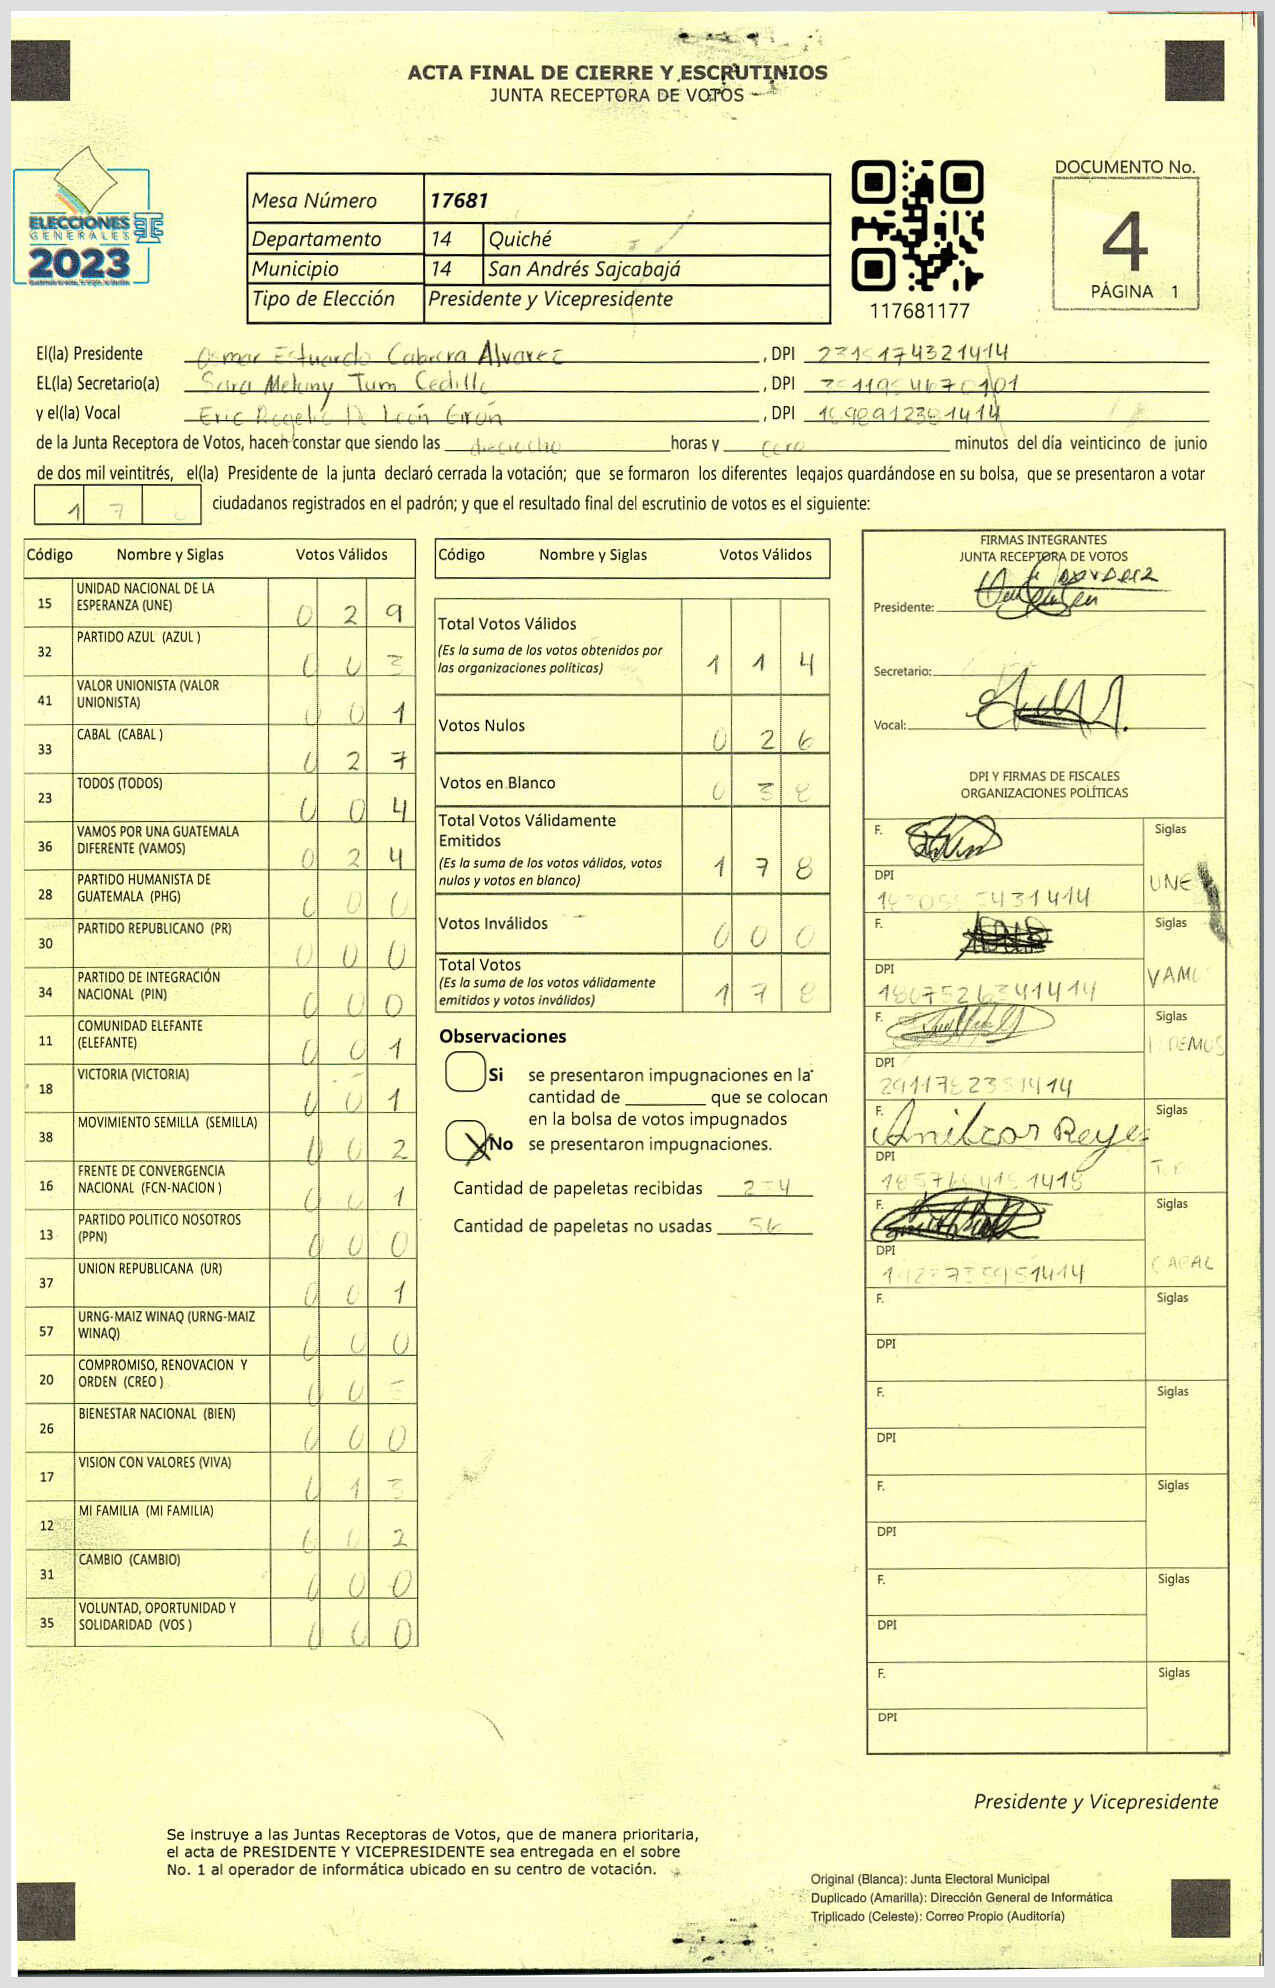 ACTA FINAL DE CIERRE Y ESCRUTINIOS
JUNTA RECEPTORA DE VOTOS
ELECCIONES
GENERALES
2023
Mesa Número 17681
Departamento 14 Quiché
Municipio 14 San Andrés Sajcabajá
Tipo de Elección Presidente y Vicepresidente
117681177
DOCUMENTO No.
4
PÁGINA 1
El(la) Presidente Osmar Estuardo Cabrera Alvarez , DPI 2315174321414
EL(la) Secretario(a) Sara Melany Tum Cedillo , DPI
y el(la) Vocal Eric Rogelio De León Girón , DPI
de la Junta Receptora de Votos, hacen constar que siendo las dieciocho horas y cero minutos del día veinticinco de junio
de dos mil veintitrés, el(la) Presidente de la junta declaró cerrada la votación; que se formaron los diferentes legajos guardándose en su bolsa, que se presentaron a votar
1 7 ciudadanos registrados en el padrón; y que el resultado final del escrutinio de votos es el siguiente:
Código Nombre y Siglas Votos Válidos
15 UNIDAD NACIONAL DE LA ESPERANZA (UNE) 0 2 9
32 PARTIDO AZUL (AZUL ) 0 0 3
41 VALOR UNIONISTA (VALOR UNIONISTA) 0 0 1
33 CABAL (CABAL ) 0 2 7
23 TODOS (TODOS) 0 0 4
36 VAMOS POR UNA GUATEMALA DIFERENTE (VAMOS) 0 2 4
28 PARTIDO HUMANISTA DE GUATEMALA (PHG) 0 0 0
30 PARTIDO REPUBLICANO (PR) 0 0 0
34 PARTIDO DE INTEGRACIÓN NACIONAL (PIN) 0 0 0
11 COMUNIDAD ELEFANTE (ELEFANTE) 0 0 1
18 VICTORIA (VICTORIA) 0 0 1
38 MOVIMIENTO SEMILLA (SEMILLA) 0 0 2
16 FRENTE DE CONVERGENCIA NACIONAL (FCN-NACION ) 0 0 1
13 PARTIDO POLITICO NOSOTROS (PPN) 0 0 0
37 UNION REPUBLICANA (UR) 0 0 1
57 URNG-MAIZ WINAQ (URNG-MAIZ WINAQ) 0 0 0
20 COMPROMISO, RENOVACION Y ORDEN (CREO ) 0 0 5
26 BIENESTAR NACIONAL (BIEN) 0 0 0
17 VISION CON VALORES (VIVA) 0 1 3
12 MI FAMILIA (MI FAMILIA) 0 0 2
31 CAMBIO (CAMBIO) 0 0 0
35 VOLUNTAD, OPORTUNIDAD Y SOLIDARIDAD (VOS ) 0 0 0
Código Nombre y Siglas Votos Válidos
Total Votos Válidos 1 1 4
(Es la suma de los votos obtenidos por
las organizaciones políticas)
Votos Nulos 0 2 6
Votos en Blanco 0 3 8
Total Votos Válidamente
Emitidos 1 7 8
(Es la suma de los votos válidos, votos
nulos y votos en blanco)
Votos Inválidos 0 0 0
Total Votos 1 7 8
(Es la suma de los votos válidamente
emitidos y votos inválidos)
Observaciones
Si se presentaron impugnaciones en la
cantidad de ________ que se colocan
en la bolsa de votos impugnados
X No se presentaron impugnaciones.
Cantidad de papeletas recibidas 234
Cantidad de papeletas no usadas 56
FIRMAS INTEGRANTES
JUNTA RECEPTORA DE VOTOS
Presidente:
Secretario:
Vocal:
DPI Y FIRMAS DE FISCALES
ORGANIZACIONES POLÍTICAS
F. Siglas
DPI UNE
F. Siglas
DPI VAMOS
1807526341414
F. Siglas
DPI
2911782331414
F. Anilcar Reyes Siglas
DPI
F. Siglas
DPI CABAL
F. Siglas
DPI
F. Siglas
DPI
F. Siglas
DPI
F. Siglas
DPI
F. Siglas
DPI
Presidente y Vicepresidente
Se instruye a las Juntas Receptoras de Votos, que de manera prioritaria,
el acta de PRESIDENTE Y VICEPRESIDENTE sea entregada en el sobre
No. 1 al operador de informática ubicado en su centro de votación.
Original (Blanca): Junta Electoral Municipal
Duplicado (Amarilla): Dirección General de Informática
Triplicado (Celeste): Correo Propio (Auditoría)